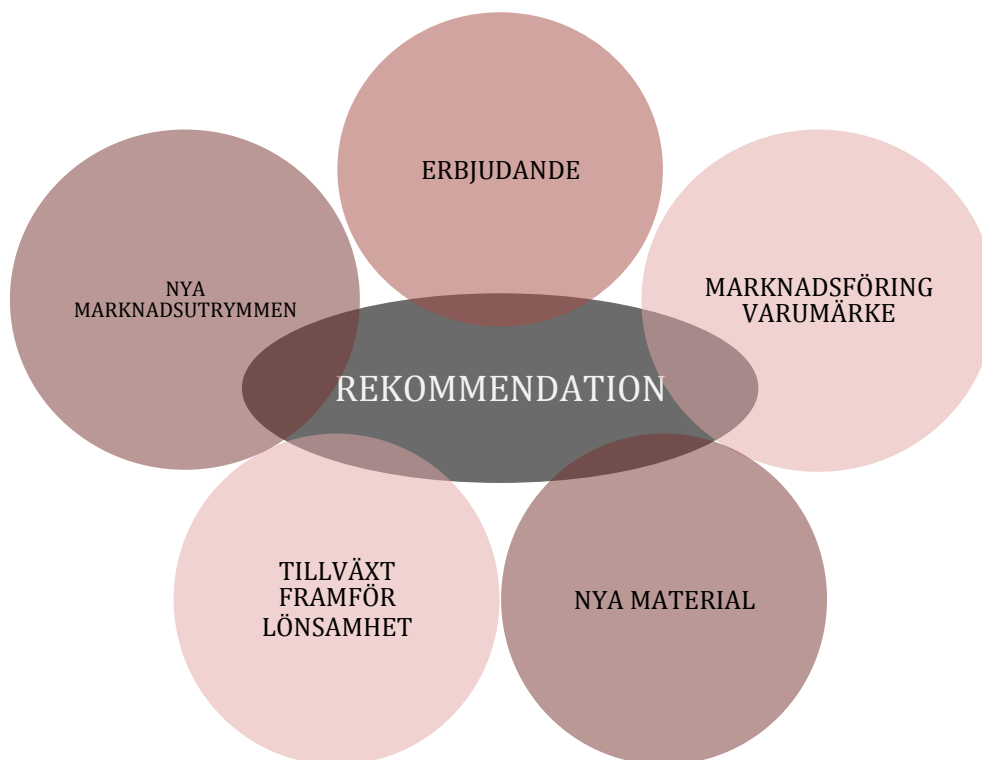 ERBJUDANDE
NYA
MARKNADSUTRYMMEN
MARKNADSFÖRING
VARUMÄRKE
REKOMMENDATION
TILLVÄXT
FRAMFÖR
LÖNSAMHET
NYA MATERIAL